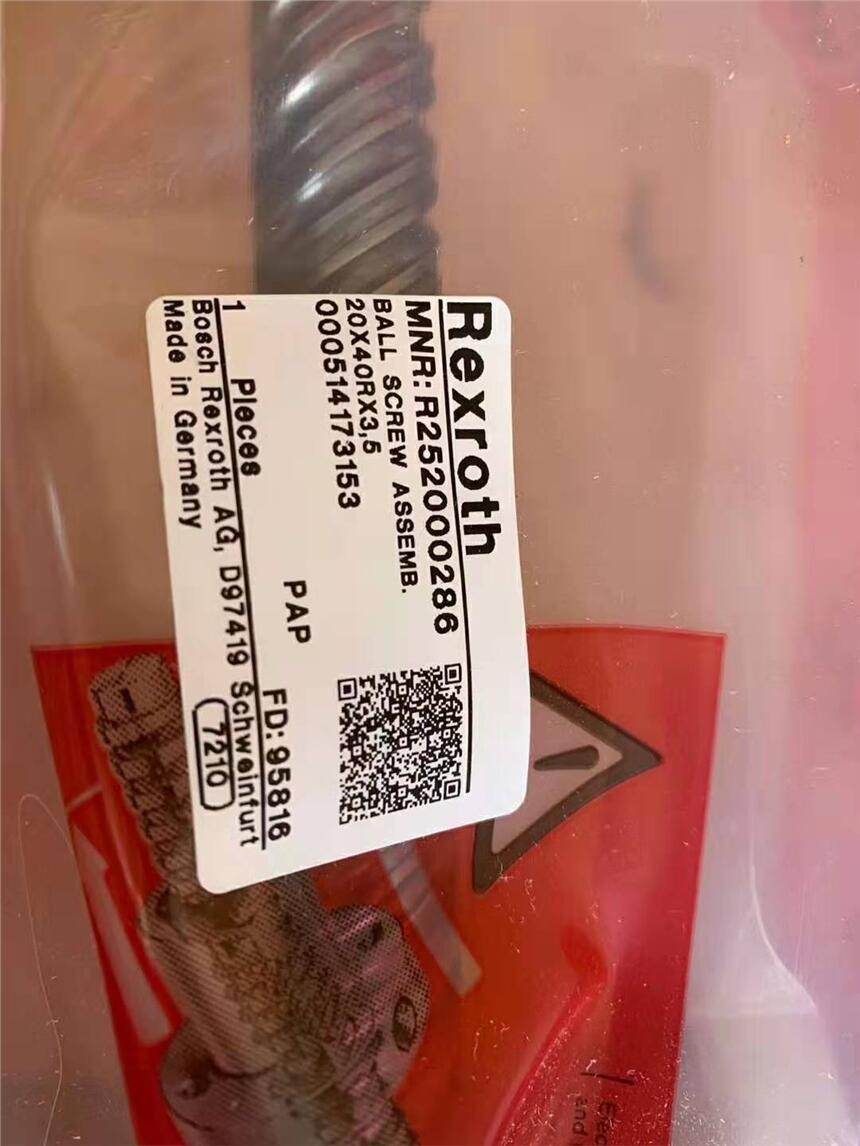 Rexroth
MNR: R252000286
BALL SCREW ASSEMB.
20X40RX3,5
000514173153
PAP
1 Pieces
FD: 95816
Bosch Rexroth AG, D97419 Schweinfurt
Made in Germany
7210
and